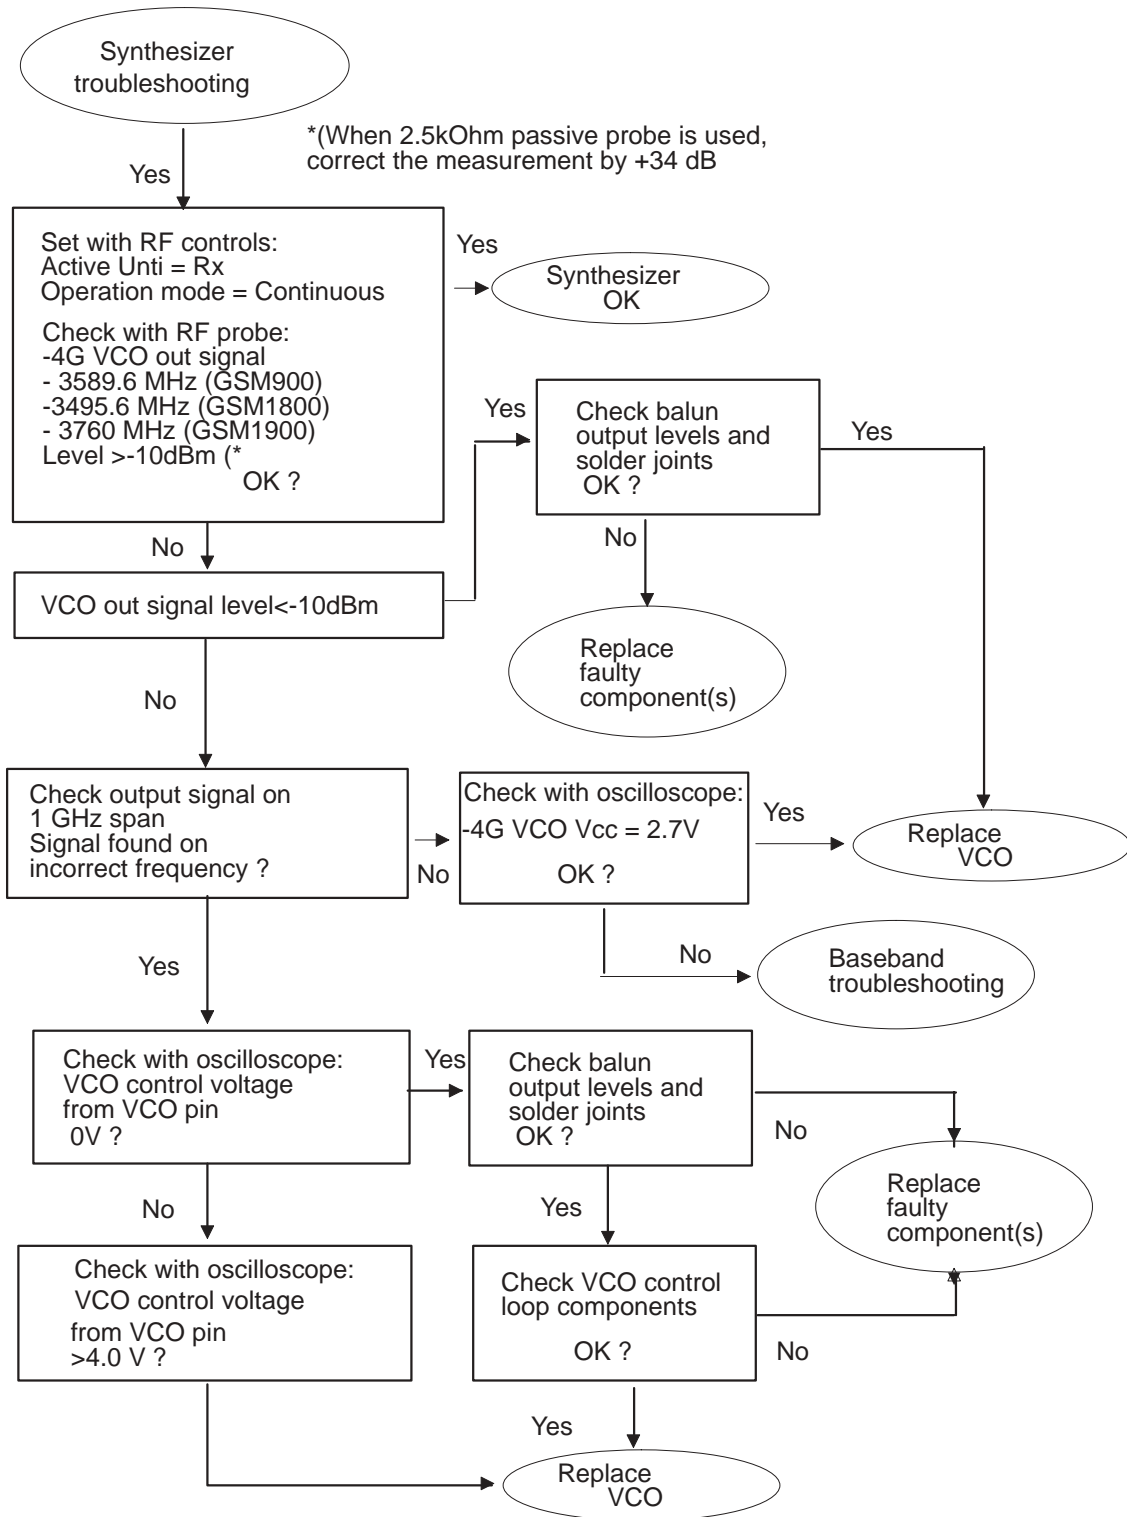 Synthesizer
troubleshooting
*(When 2.5kOhm passive probe is used,
correct the measurement by +34 dB
Yes
Set with RF controls:
Active Unti = Rx
Operation mode = Continuous
Check with RF probe:
-4G VCO out signal
- 3589.6 MHz (GSM900)
-3495.6 MHz (GSM1800)
- 3760 MHz (GSM1900)
Level >-10dBm (*
OK ?
Yes
Synthesizer
OK
No
VCO out signal level<-10dBm
Yes
Check balun
output levels and
solder joints
OK ?
Yes
No
Replace
faulty
component(s)
No
Check output signal on
1 GHz span
Signal found on
incorrect frequency ?
No
Check with oscilloscope:
-4G VCO Vcc = 2.7V
OK ?
Yes
Replace
VCO
No
Baseband
troubleshooting
Yes
Check with oscilloscope:
VCO control voltage
from VCO pin
0V ?
Yes
Check balun
output levels and
solder joints
OK ?
No
Replace
faulty
component(s)
No
Yes
Check with oscilloscope:
VCO control voltage
from VCO pin
>4.0 V ?
Check VCO control
loop components
OK ?
No
Yes
Replace
VCO